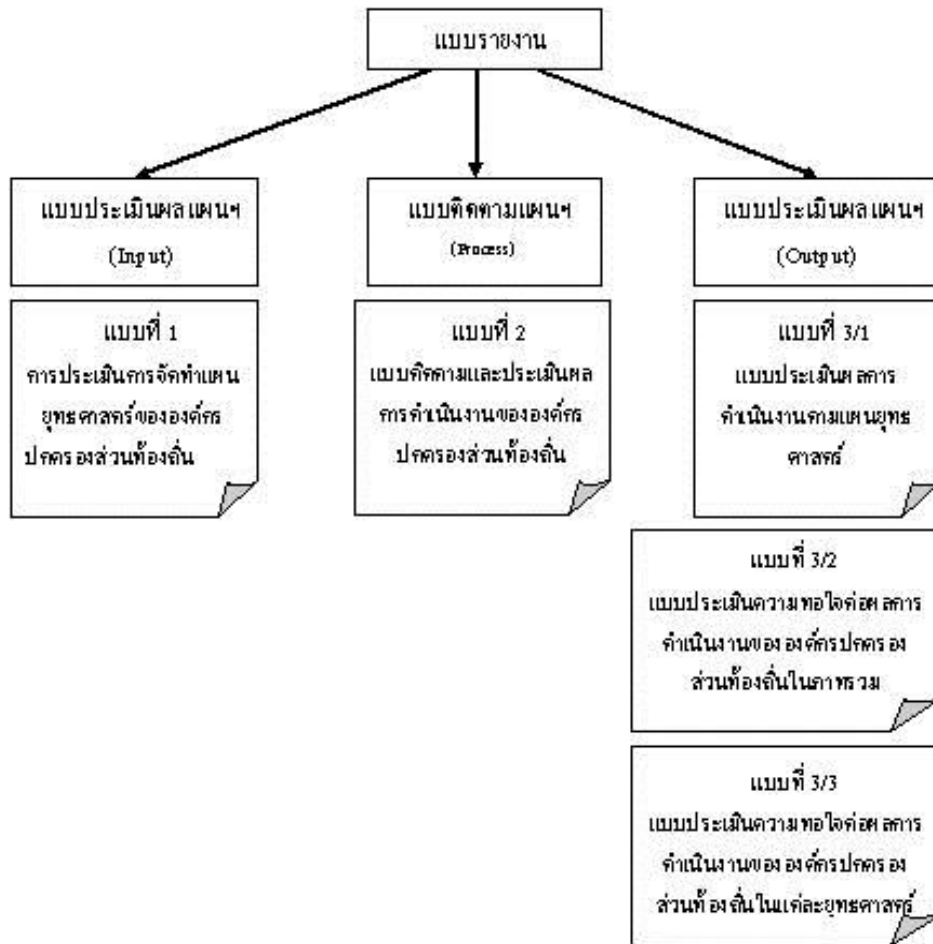 แบบรายงาน
แบบประเมินผลแผนฯ
(Input)
แบบติดตามแผนฯ
(Process)
แบบประเมินผลแผนฯ
(Output)
แบบที่ 1
การประเมินการจัดทำแผน
ยุทธศาสตร์ขององค์กร
ปกครองส่วนท้องถิ่น
แบบที่ 2
แบบติดตามและประเมินผล
การดำเนินงานขององค์กร
ปกครองส่วนท้องถิ่น
แบบที่ 3/1
แบบประเมินผลการ
ดำเนินงานตามแผนยุทธ
ศาสตร์
แบบที่ 3/2
แบบประเมินความพอใจต่อผลการ
ดำเนินงานขององค์กรปกครอง
ส่วนท้องถิ่นในภาพรวม
แบบที่ 3/3
แบบประเมินความพอใจต่อผลการ
ดำเนินงานขององค์กรปกครอง
ส่วนท้องถิ่นในแต่ละยุทธศาสตร์